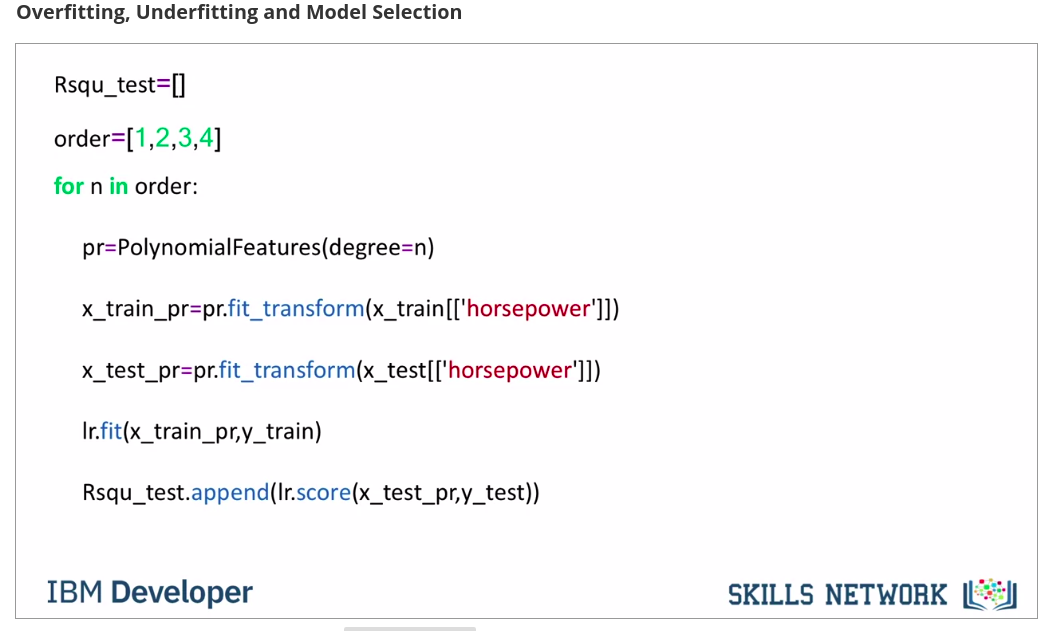 Overfitting, Underfitting and Model Selection
Rsqu_test=[]
order=[1,2,3,4]
for n in order:
pr=PolynomialFeatures(degree=n)
x_train_pr=pr.fit_transform(x_train[['horsepower']])
x_test_pr=pr.fit_transform(x_test[['horsepower']])
lr.fit(x_train_pr,y_train)
Rsqu_test.append(lr.score(x_test_pr,y_test))
IBM Developer
SKILLS NETWORK